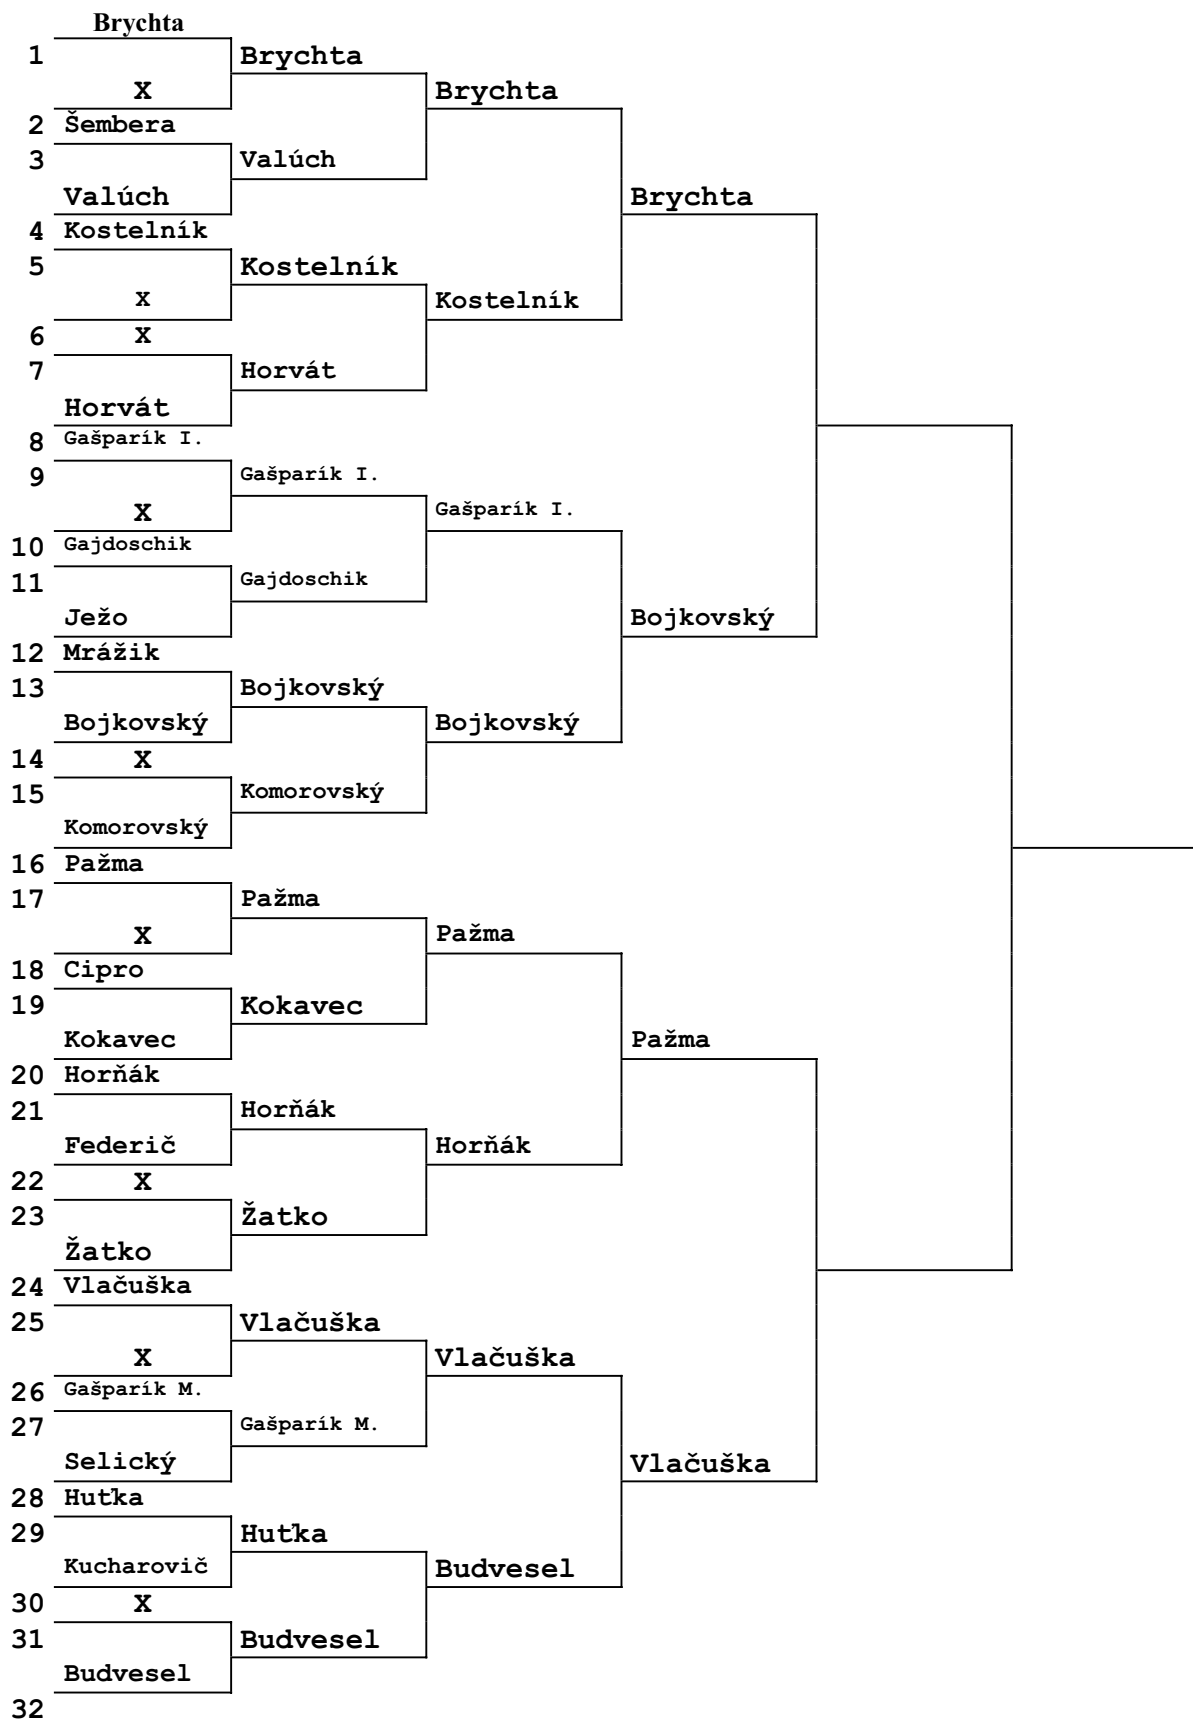 Brychta
1 Brychta
X Brychta
2 Šembera
3 Valúch
Valúch Brychta
4 Kostelník
5 Kostelník
X Kostelník
6 X
7 Horvát
Horvát
8 Gašparík I.
9 Gašparík I.
X Gašparík I.
10 Gajdoschik
11 Gajdoschik
Ježo Bojkovský
12 Mrážik
13 Bojkovský
Bojkovský Bojkovský
14 X
15 Komorovský
Komorovský
16 Pažma
17 Pažma
X Pažma
18 Cipro
19 Kokavec
Kokavec Pažma
20 Horňák
21 Horňák
Federič Horňák
22 X
23 Žatko
Žatko
24 Vlačuška
25 Vlačuška
X Vlačuška
26 Gašparík M.
27 Gašparík M.
Selický Vlačuška
28 Huťka
29 Huťka
Kucharovič Budvesel
30 X
31 Budvesel
Budvesel
32